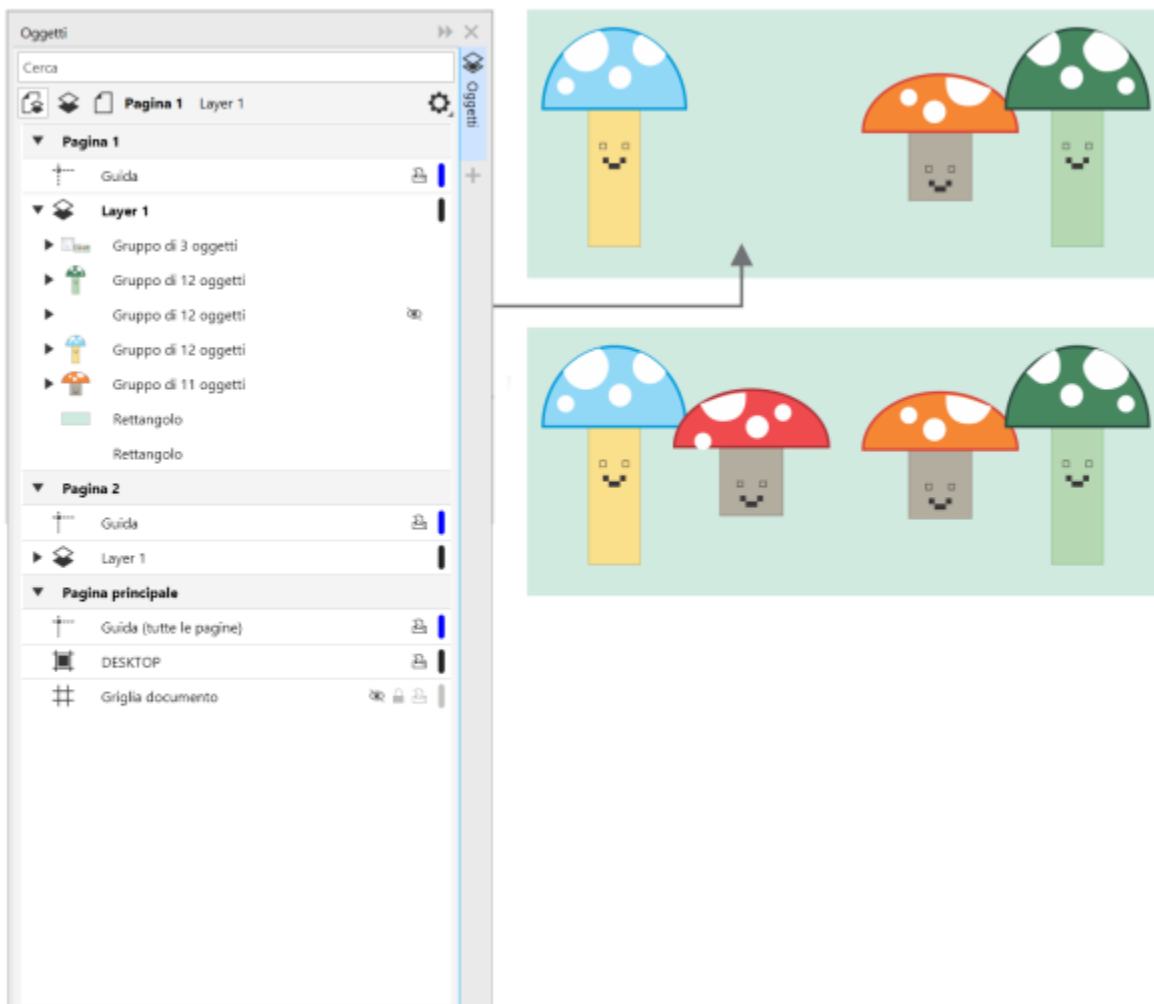 Oggetti
Cerca
Pagina 1 Layer 1
Oggetti
Pagina 1
Guida
Layer 1
Gruppo di 3 oggetti
Gruppo di 12 oggetti
Gruppo di 12 oggetti
Gruppo di 12 oggetti
Gruppo di 11 oggetti
Rettangolo
Rettangolo
Pagina 2
Guida
Layer 1
Pagina principale
Guida (tutte le pagine)
DESKTOP
Griglia documento